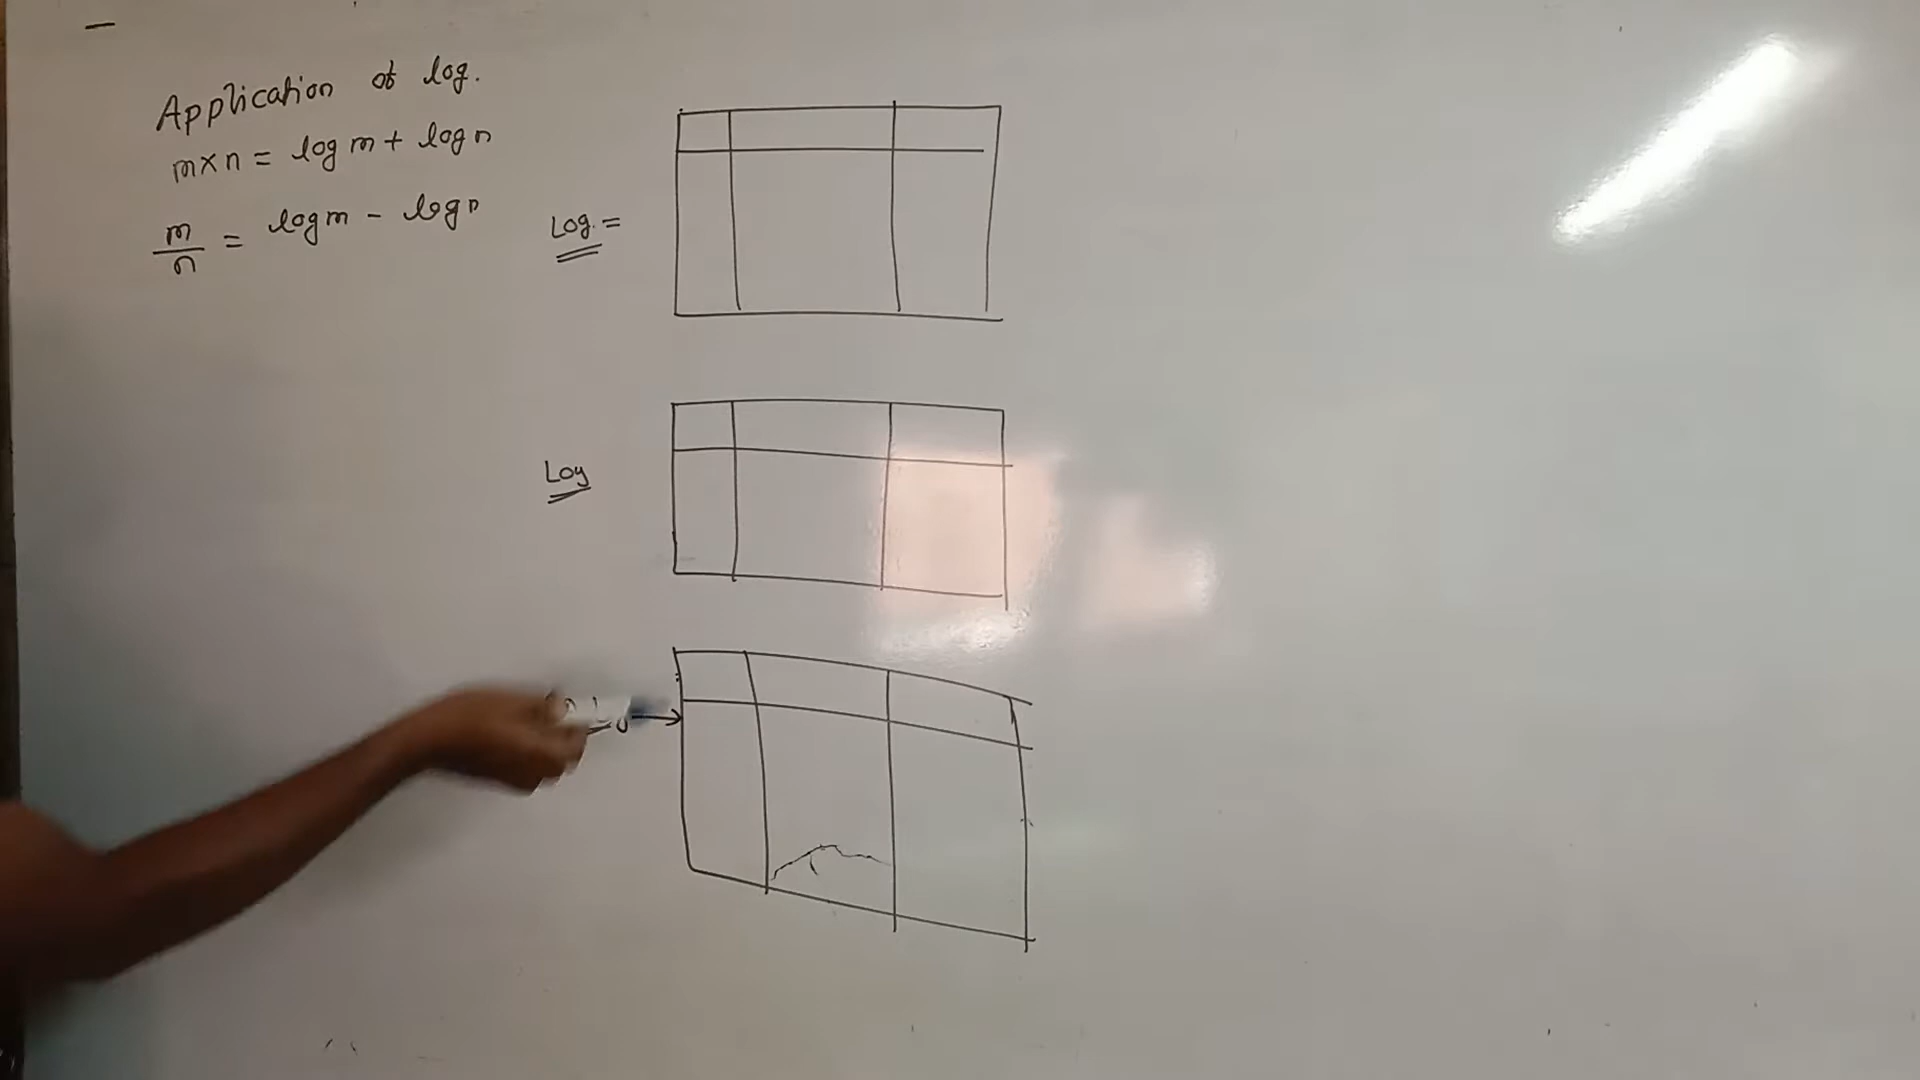 Application of log.
m×n = log m + log n
m/n = log m - log n
Log. =
Log